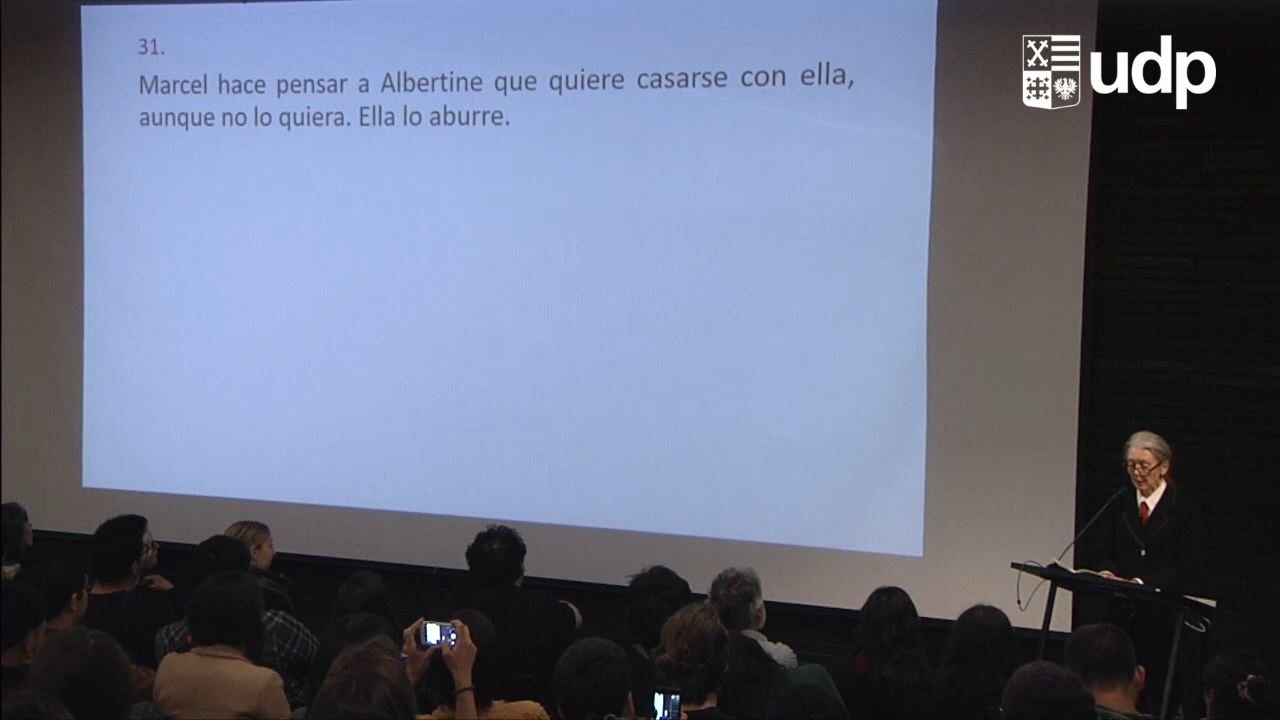 31.
Marcel hace pensar a Albertine que quiere casarse con ella,
aunque no lo quiera. Ella lo aburre.
udp